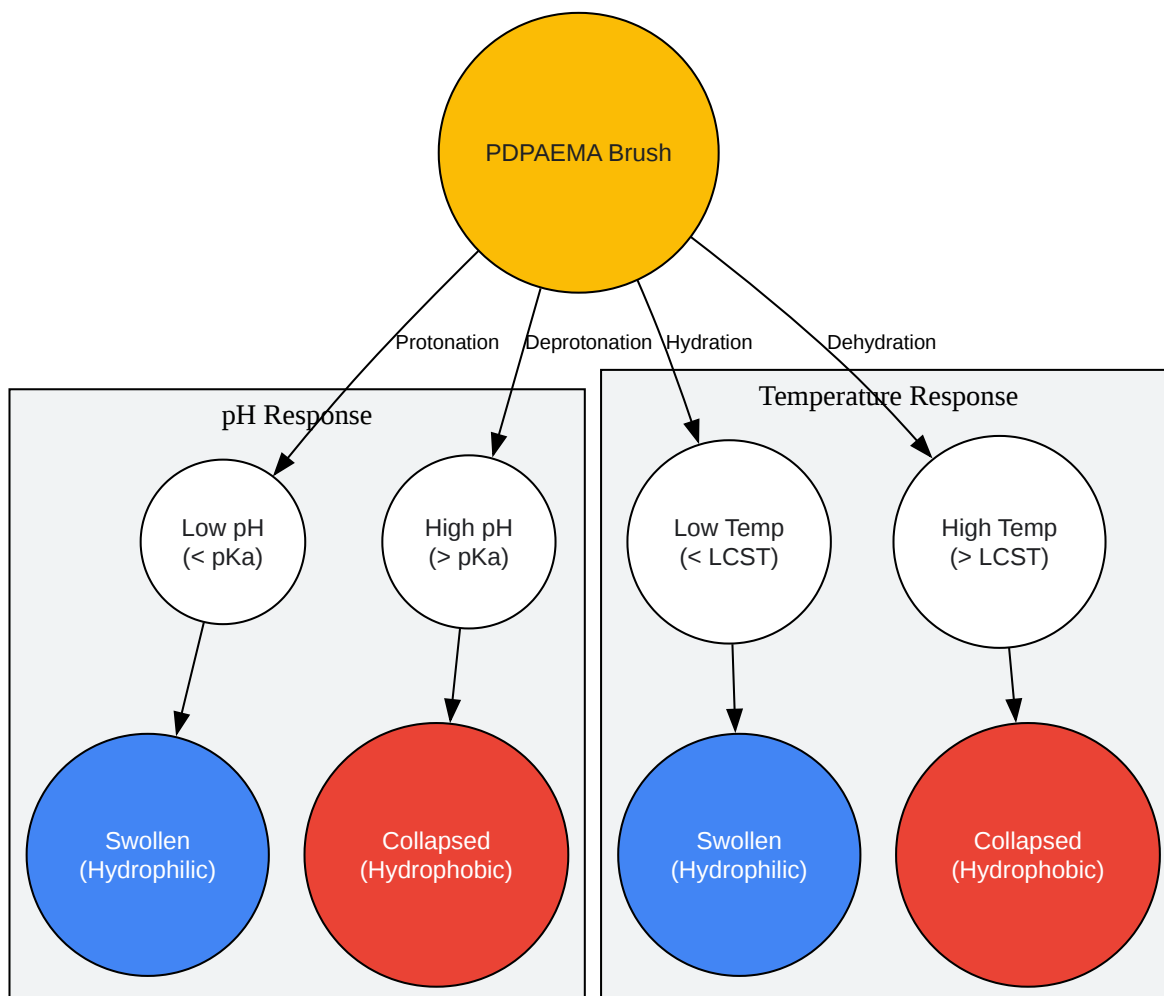 PDPAEMA Brush
Protonation
Deprotonation
Hydration
Dehydration
pH Response
Temperature Response
Low pH
(< pKa)
High pH
(> pKa)
Low Temp
(< LCST)
High Temp
(> LCST)
Swollen
(Hydrophilic)
Collapsed
(Hydrophobic)
Swollen
(Hydrophilic)
Collapsed
(Hydrophobic)